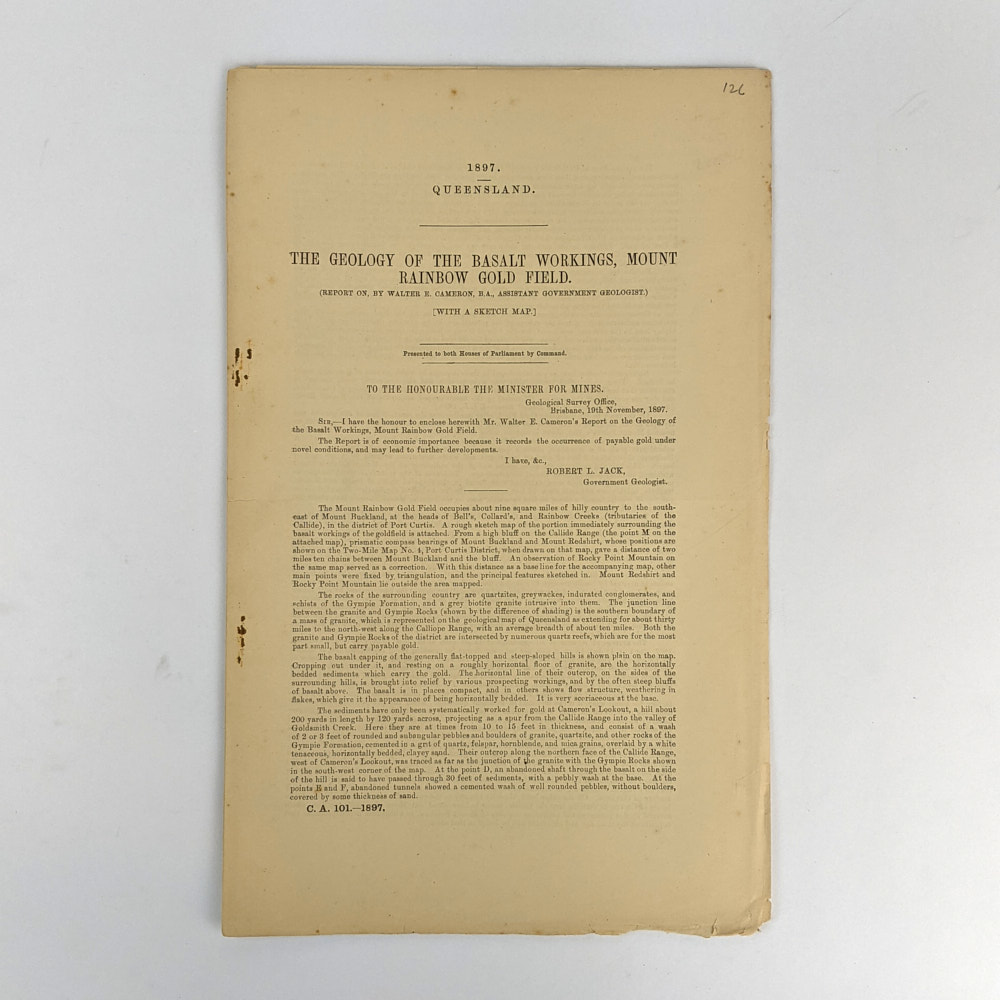 126
1897.
QUEENSLAND.
THE GEOLOGY OF THE BASALT WORKINGS, MOUNT
RAINBOW GOLD FIELD.
(REPORT ON, BY WALTER E. CAMERON, B.A., ASSISTANT GOVERNMENT GEOLOGIST.)
[WITH A SKETCH MAP.]
Presented to both Houses of Parliament by Command.
TO THE HONOURABLE THE MINISTER FOR MINES.
Geological Survey Office,
Brisbane, 19th November, 1897.
SIR,—I have the honour to enclose herewith Mr. Walter E. Cameron's Report on the Geology of
the Basalt Workings, Mount Rainbow Gold Field.
The Report is of economic importance because it records the occurrence of payable gold under
novel conditions, and may lead to further developments.
I have, &c.,
ROBERT L. JACK,
Government Geologist.
The Mount Rainbow Gold Field occupies about nine square miles of hilly country to the south-
east of Mount Buckland, at the heads of Bell's, Collard's, and Rainbow Creeks (tributaries of the
Callide), in the district of Port Curtis. A rough sketch map of the portion immediately surrounding the
basalt workings of the goldfield is attached. From a high bluff on the Callide Range (the point M on the
attached map), prismatic compass bearings of Mount Buckland and Mount Redshirt, whose positions are
shown on the Two-Mile Map No. 4, Port Curtis District, when drawn on that map, gave a distance of two
miles ten chains between Mount Buckland and the bluff. An observation of Rocky Point Mountain on
the same map served as a correction. With this distance as a base line for the accompanying map, other
main points were fixed by triangulation, and the principal features sketched in. Mount Redshirt and
Rocky Point Mountain lie outside the area mapped.
The rocks of the surrounding country are quartzites, greywackes, indurated conglomerates, and
schists of the Gympie Formation, and a grey biotite granite intrusive into them. The junction line
between the granite and Gympie Rocks (shown by the difference of shading) is the southern boundary of
a mass of granite, which is represented on the geological map of Queensland as extending for about thirty
miles to the north-west along the Calliope Range, with an average breadth of about ten miles. Both the
granite and Gympie Rocks of the district are intersected by numerous quartz reefs, which are for the most
part small, but carry payable gold.
The basalt capping of the generally flat-topped and steep-sloped hills is shown plain on the map.
Cropping out under it, and resting on a roughly horizontal floor of granite, are the horizontally
bedded sediments which carry the gold. The horizontal line of their outcrop, on the sides of the
surrounding hills, is brought into relief by various prospecting workings, and by the often steep bluffs
of basalt above. The basalt is in places compact, and in others shows flow structure, weathering in
flakes, which give it the appearance of being horizontally bedded. It is very scoriaceous at the base.
The sediments have only been systematically worked for gold at Cameron's Lookout, a hill about
200 yards in length by 120 yards across, projecting as a spur from the Callide Range into the valley of
Goldsmith Creek. Here they are at times from 10 to 15 feet in thickness, and consist of a wash
of 2 or 3 feet of rounded and subangular pebbles and boulders of granite, quartzite, and other rocks of the
Gympie Formation, cemented in a grit of quartz, felspar, hornblende, and mica grains, overlaid by a white
tenaceous, horizontally bedded, clayey sand. Their outcrop along the northern face of the Callide Range,
west of Cameron's Lookout, was traced as far as the junction of the granite with the Gympie Rocks shown
in the south-west corner of the map. At the point D, an abandoned shaft through the basalt on the side
of the hill is said to have passed through 30 feet of sediments, with a pebbly wash at the base. At the
points E and F, abandoned tunnels showed a cemented wash of well rounded pebbles, without boulders,
covered by some thickness of sand.
C. A. 101.—1897.